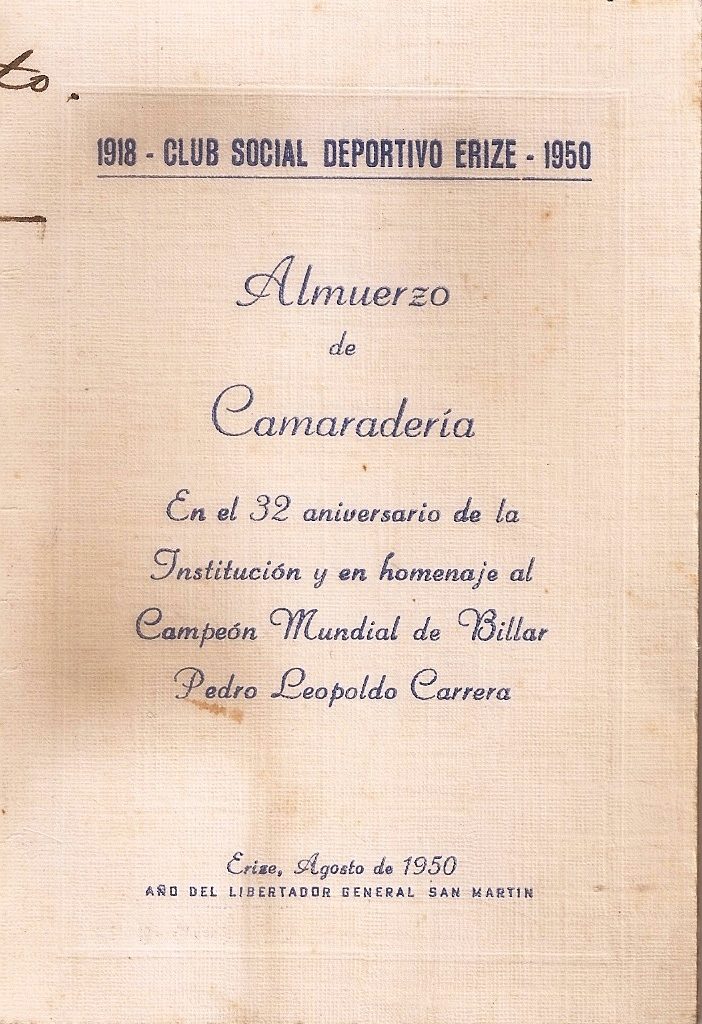 to.
1918 - CLUB SOCIAL DEPORTIVO ERIZE - 1950
Almuerzo
de
Camaradería
En el 32 aniversario de la
Institución y en homenaje al
Campeón Mundial de Billar
Pedro Leopoldo Carrera
Erize, Agosto de 1950
AÑO DEL LIBERTADOR GENERAL SAN MARTIN